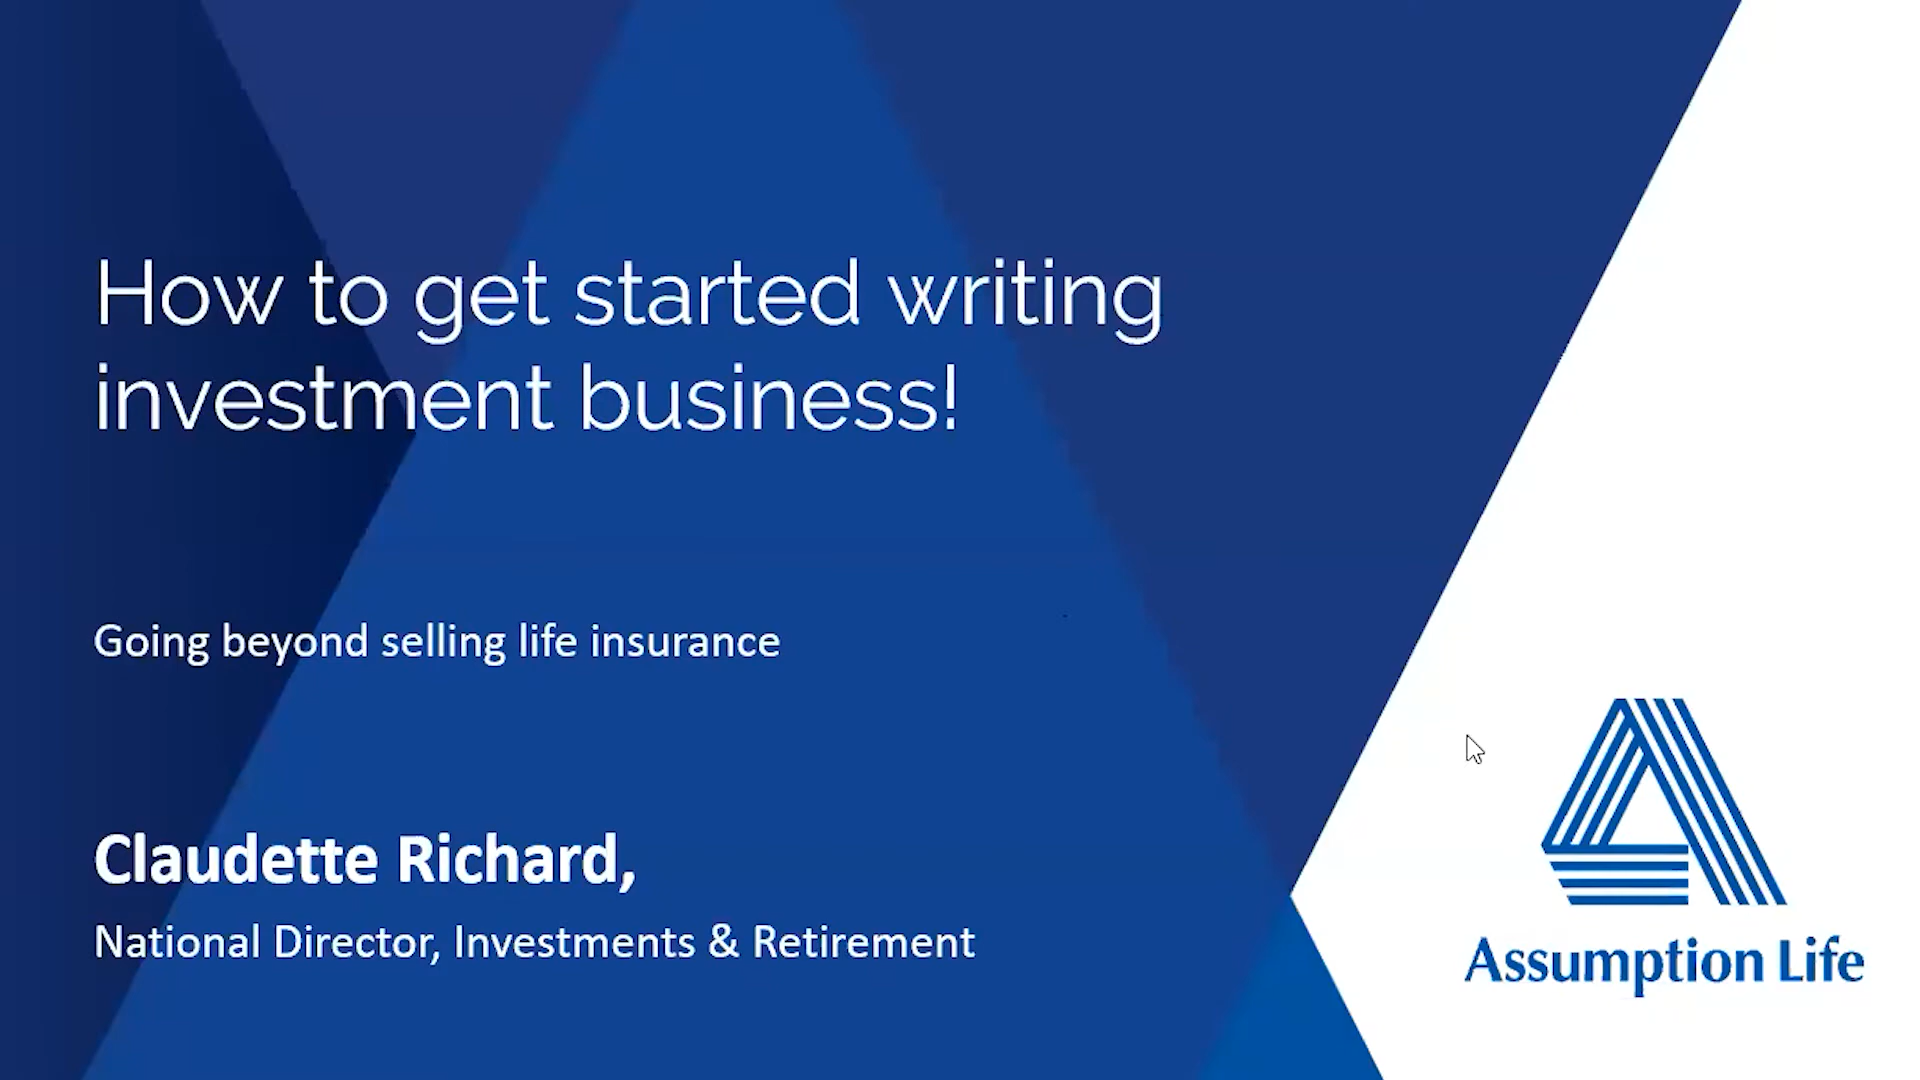 How to get started writing
investment business!
Going beyond selling life insurance
Claudette Richard,
National Director, Investments & Retirement
Assumption Life